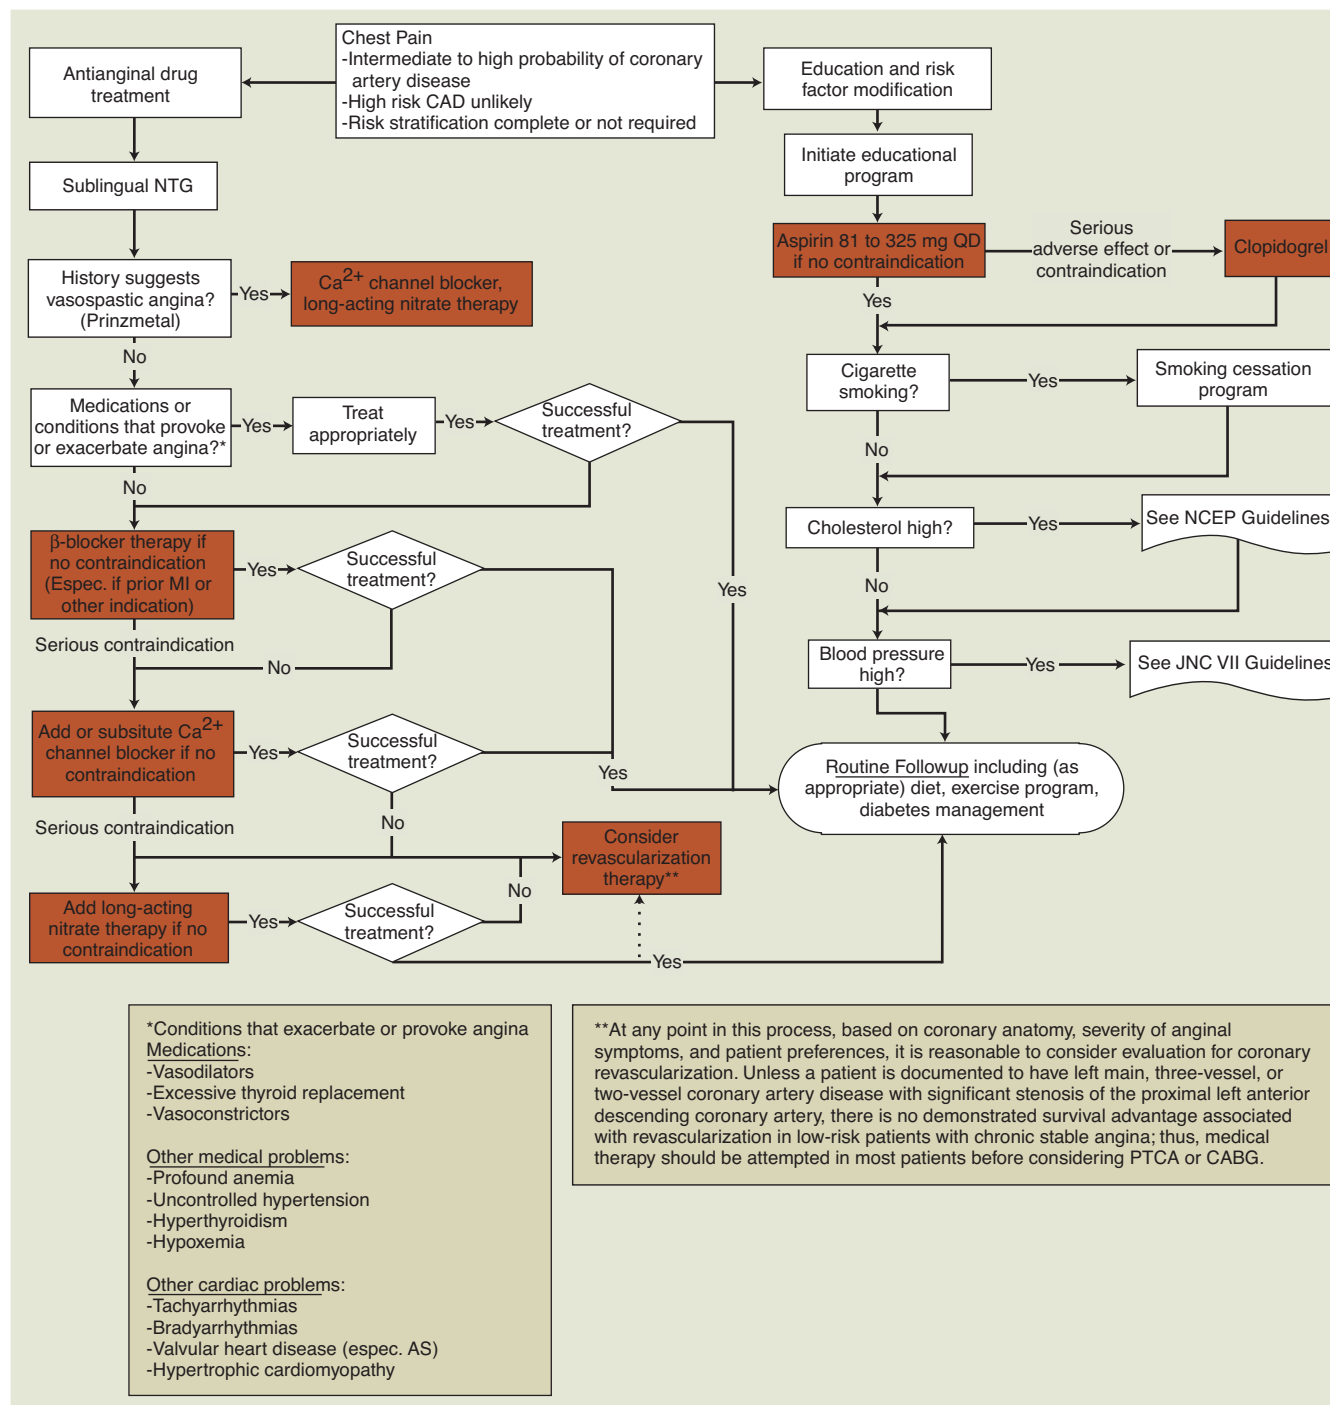 Chest Pain
-Intermediate to high probability of coronary
artery disease
-High risk CAD unlikely
-Risk stratification complete or not required
Antianginal drug
treatment
Sublingual NTG
History suggests
vasospastic angina?
(Prinzmetal)
Yes
Ca2+ channel blocker,
long-acting nitrate therapy
No
Medications or
conditions that provoke
or exacerbate angina?*
Yes
Treat
appropriately
Yes
Successful
treatment?
No
Yes
β-blocker therapy if
no contraindication
(Espec. if prior MI or
other indication)
Yes
Successful
treatment?
Serious contraindication
No
Add or subsitute Ca2+
channel blocker if no
contraindication
Yes
Successful
treatment?
Yes
Serious contraindication
No
Consider
revascularization
therapy**
Add long-acting
nitrate therapy if no
contraindication
Yes
Successful
treatment?
No
Yes
Education and risk
factor modification
Initiate educational
program
Aspirin 81 to 325 mg QD
if no contraindication
Serious
adverse effect or
contraindication
Clopidogrel
Yes
Cigarette
smoking?
Yes
Smoking cessation
program
No
Cholesterol high?
Yes
See NCEP Guidelines
No
Blood pressure
high?
Yes
See JNC VII Guidelines
Routine Followup including (as
appropriate) diet, exercise program,
diabetes management
*Conditions that exacerbate or provoke angina
Medications:
-Vasodilators
-Excessive thyroid replacement
-Vasoconstrictors
Other medical problems:
-Profound anemia
-Uncontrolled hypertension
-Hyperthyroidism
-Hypoxemia
Other cardiac problems:
-Tachyarrhythmias
-Bradyarrhythmias
-Valvular heart disease (espec. AS)
-Hypertrophic cardiomyopathy
**At any point in this process, based on coronary anatomy, severity of anginal
symptoms, and patient preferences, it is reasonable to consider evaluation for coronary
revascularization. Unless a patient is documented to have left main, three-vessel, or
two-vessel coronary artery disease with significant stenosis of the proximal left anterior
descending coronary artery, there is no demonstrated survival advantage associated
with revascularization in low-risk patients with chronic stable angina; thus, medical
therapy should be attempted in most patients before considering PTCA or CABG.